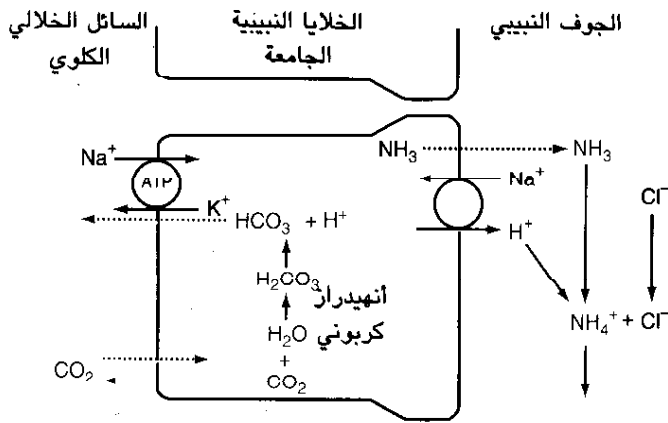 الجوف النبيبي
الخلايا النبيبية
الجامعة
السائل الخلالي
الكلوي
Na⁺
ATP
K⁺
NH₃
NH₃
Na⁺
Cl⁻
HCO₃ + H⁺
H⁺
H₂CO₃
أنهيدراز
كربوني
H₂O
+
CO₂
NH₄⁺ + Cl⁻
CO₂